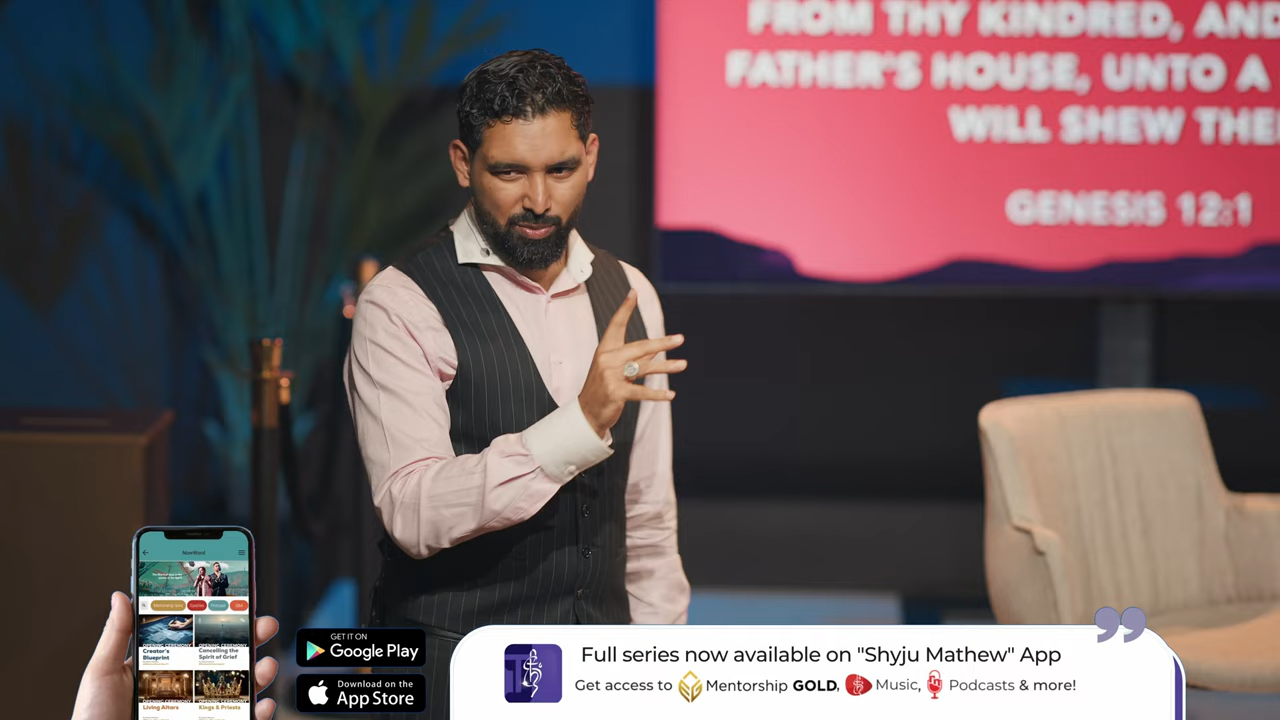 FROM THY KINDRED, AND
FATHER'S HOUSE, UNTO A
WILL SHEW THE
GENESIS 12:1
NowWord
Creator's
Blueprint
Cancelling the
Spirit of Grief
Living Altars
Kings & Priests
GET IT ON
Google Play
Download on the
App Store
Full series now available on "Shyju Mathew" App
Get access to Mentorship GOLD, Music, Podcasts & more!